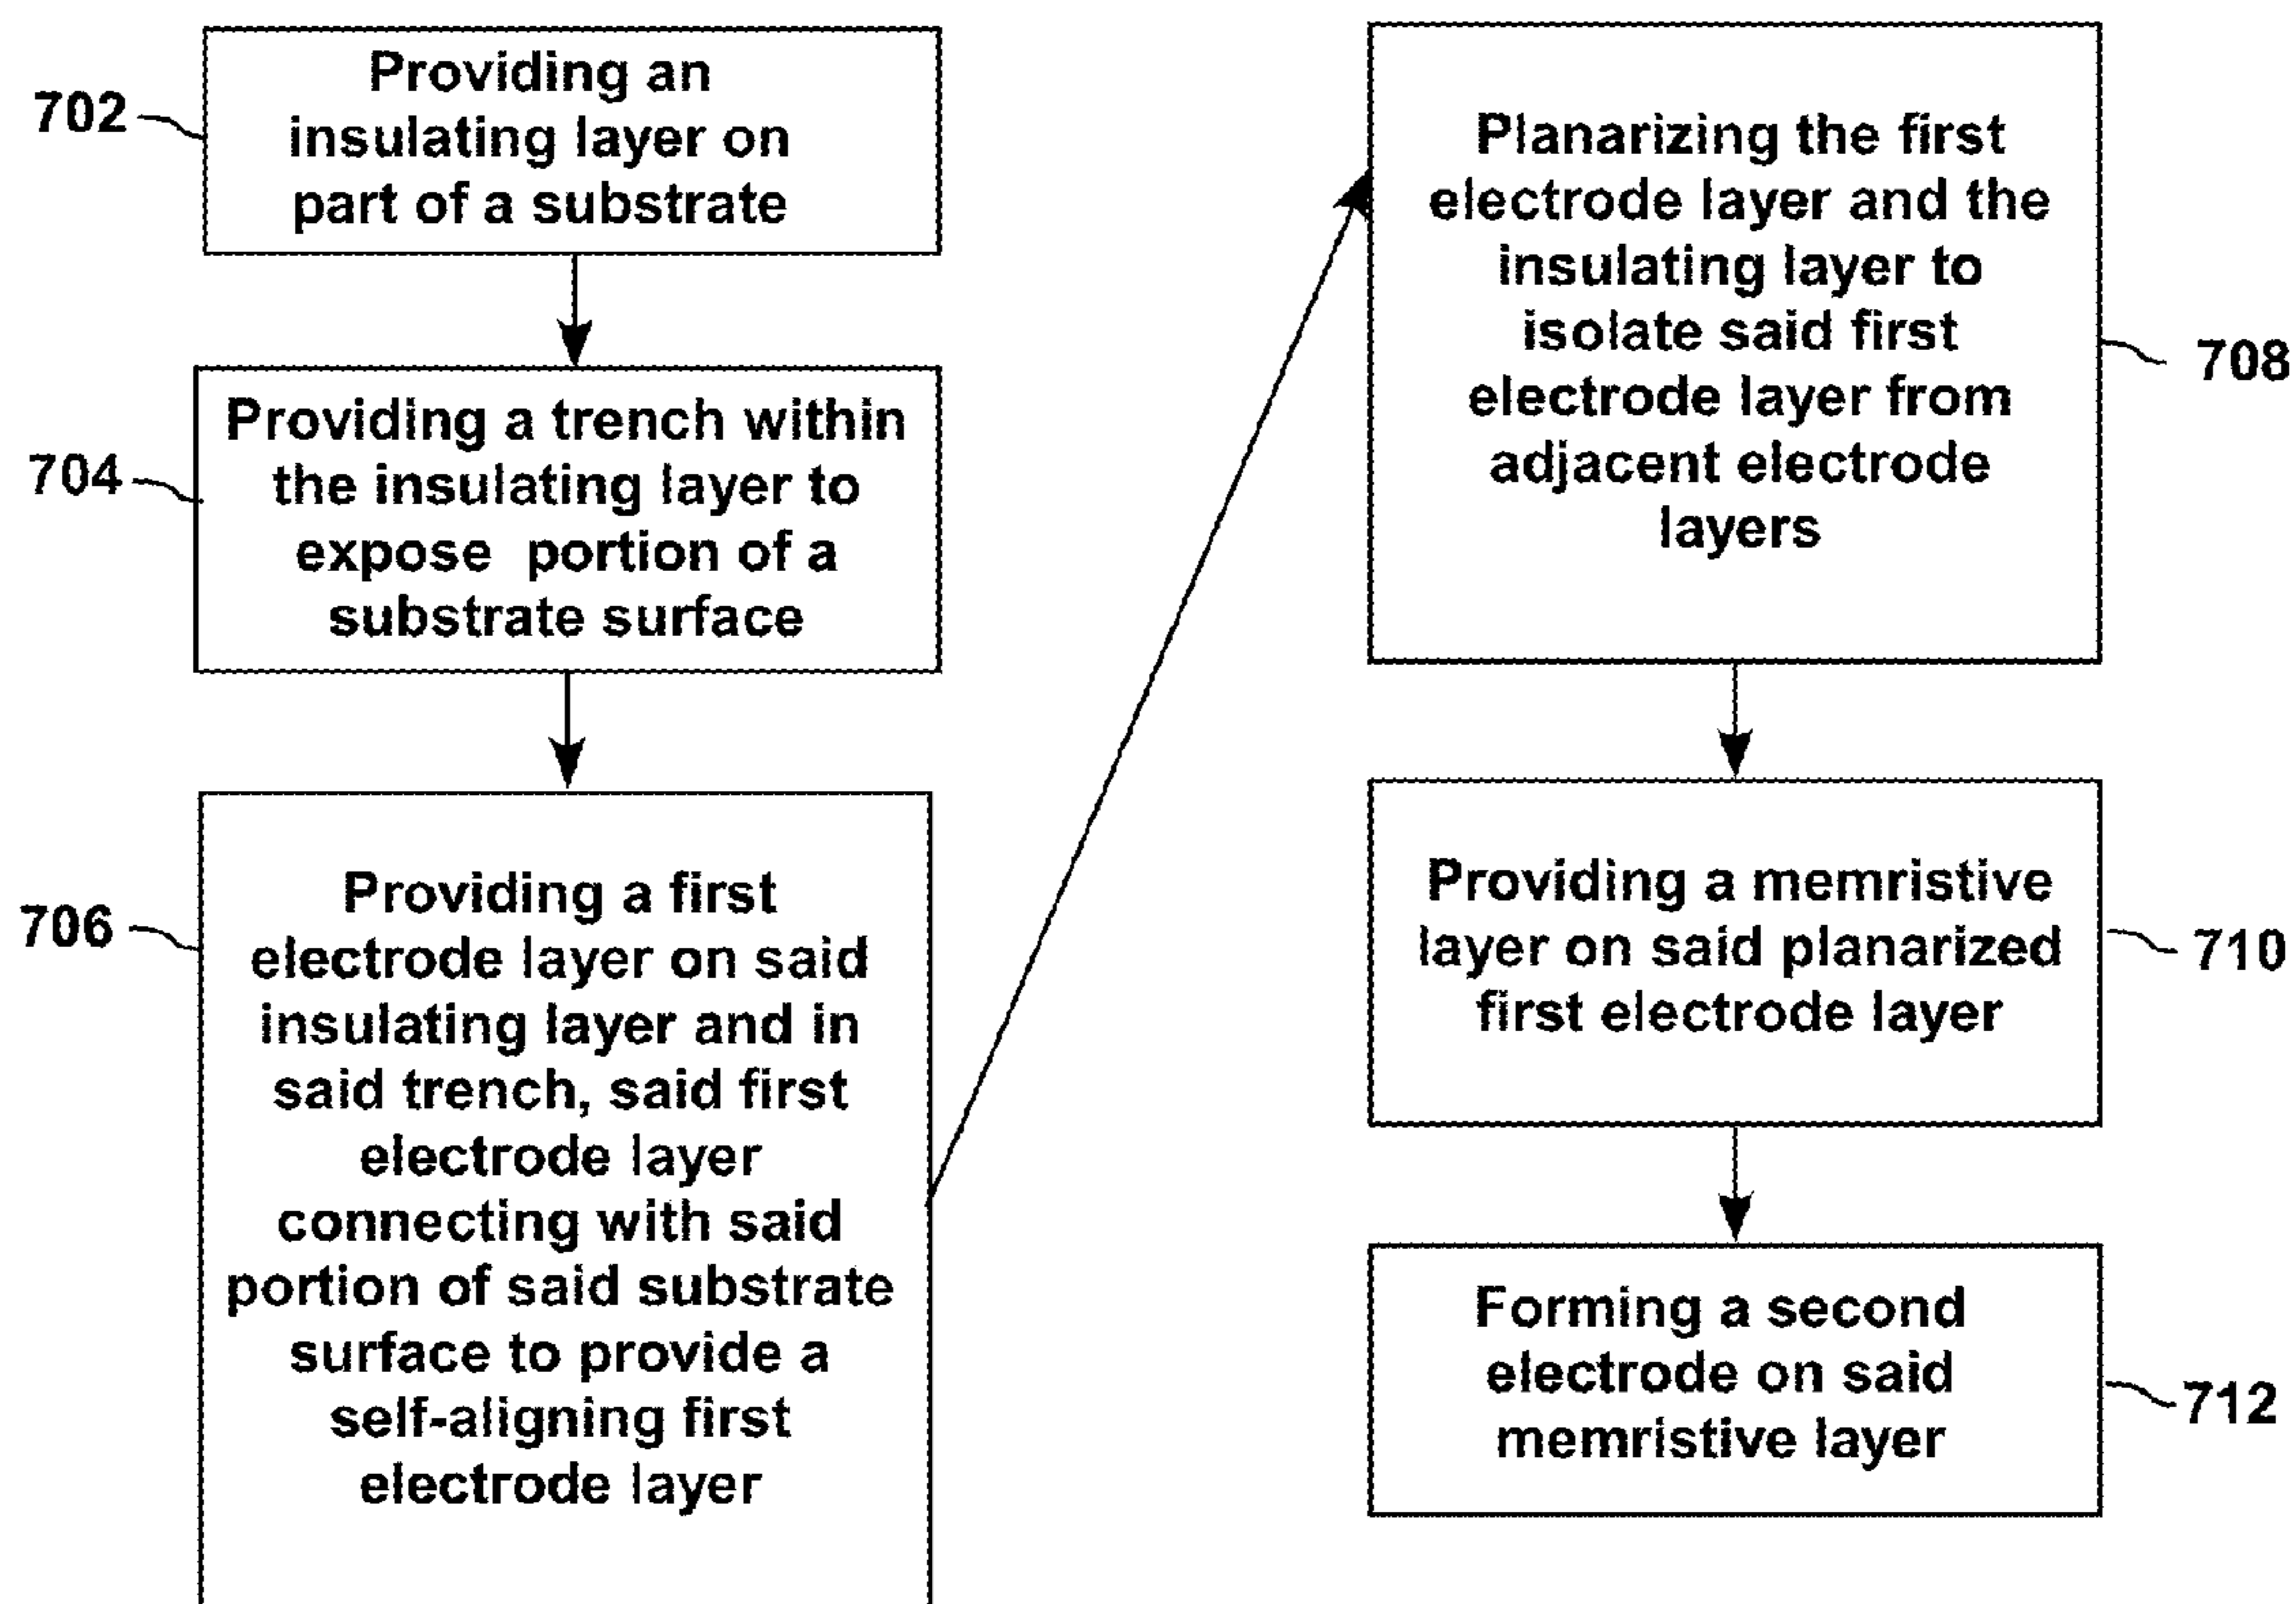 702
Providing an
insulating layer on
part of a substrate
704
Providing a trench within
the insulating layer to
expose portion of a
substrate surface
706
Providing a first
electrode layer on said
insulating layer and in
said trench, said first
electrode layer
connecting with said
portion of said substrate
surface to provide a
self-aligning first
electrode layer
Planarizing the first
electrode layer and the
insulating layer to
isolate said first
electrode layer from
adjacent electrode
layers
708
Providing a memristive
layer on said planarized
first electrode layer
710
Forming a second
electrode on said
memristive layer
712